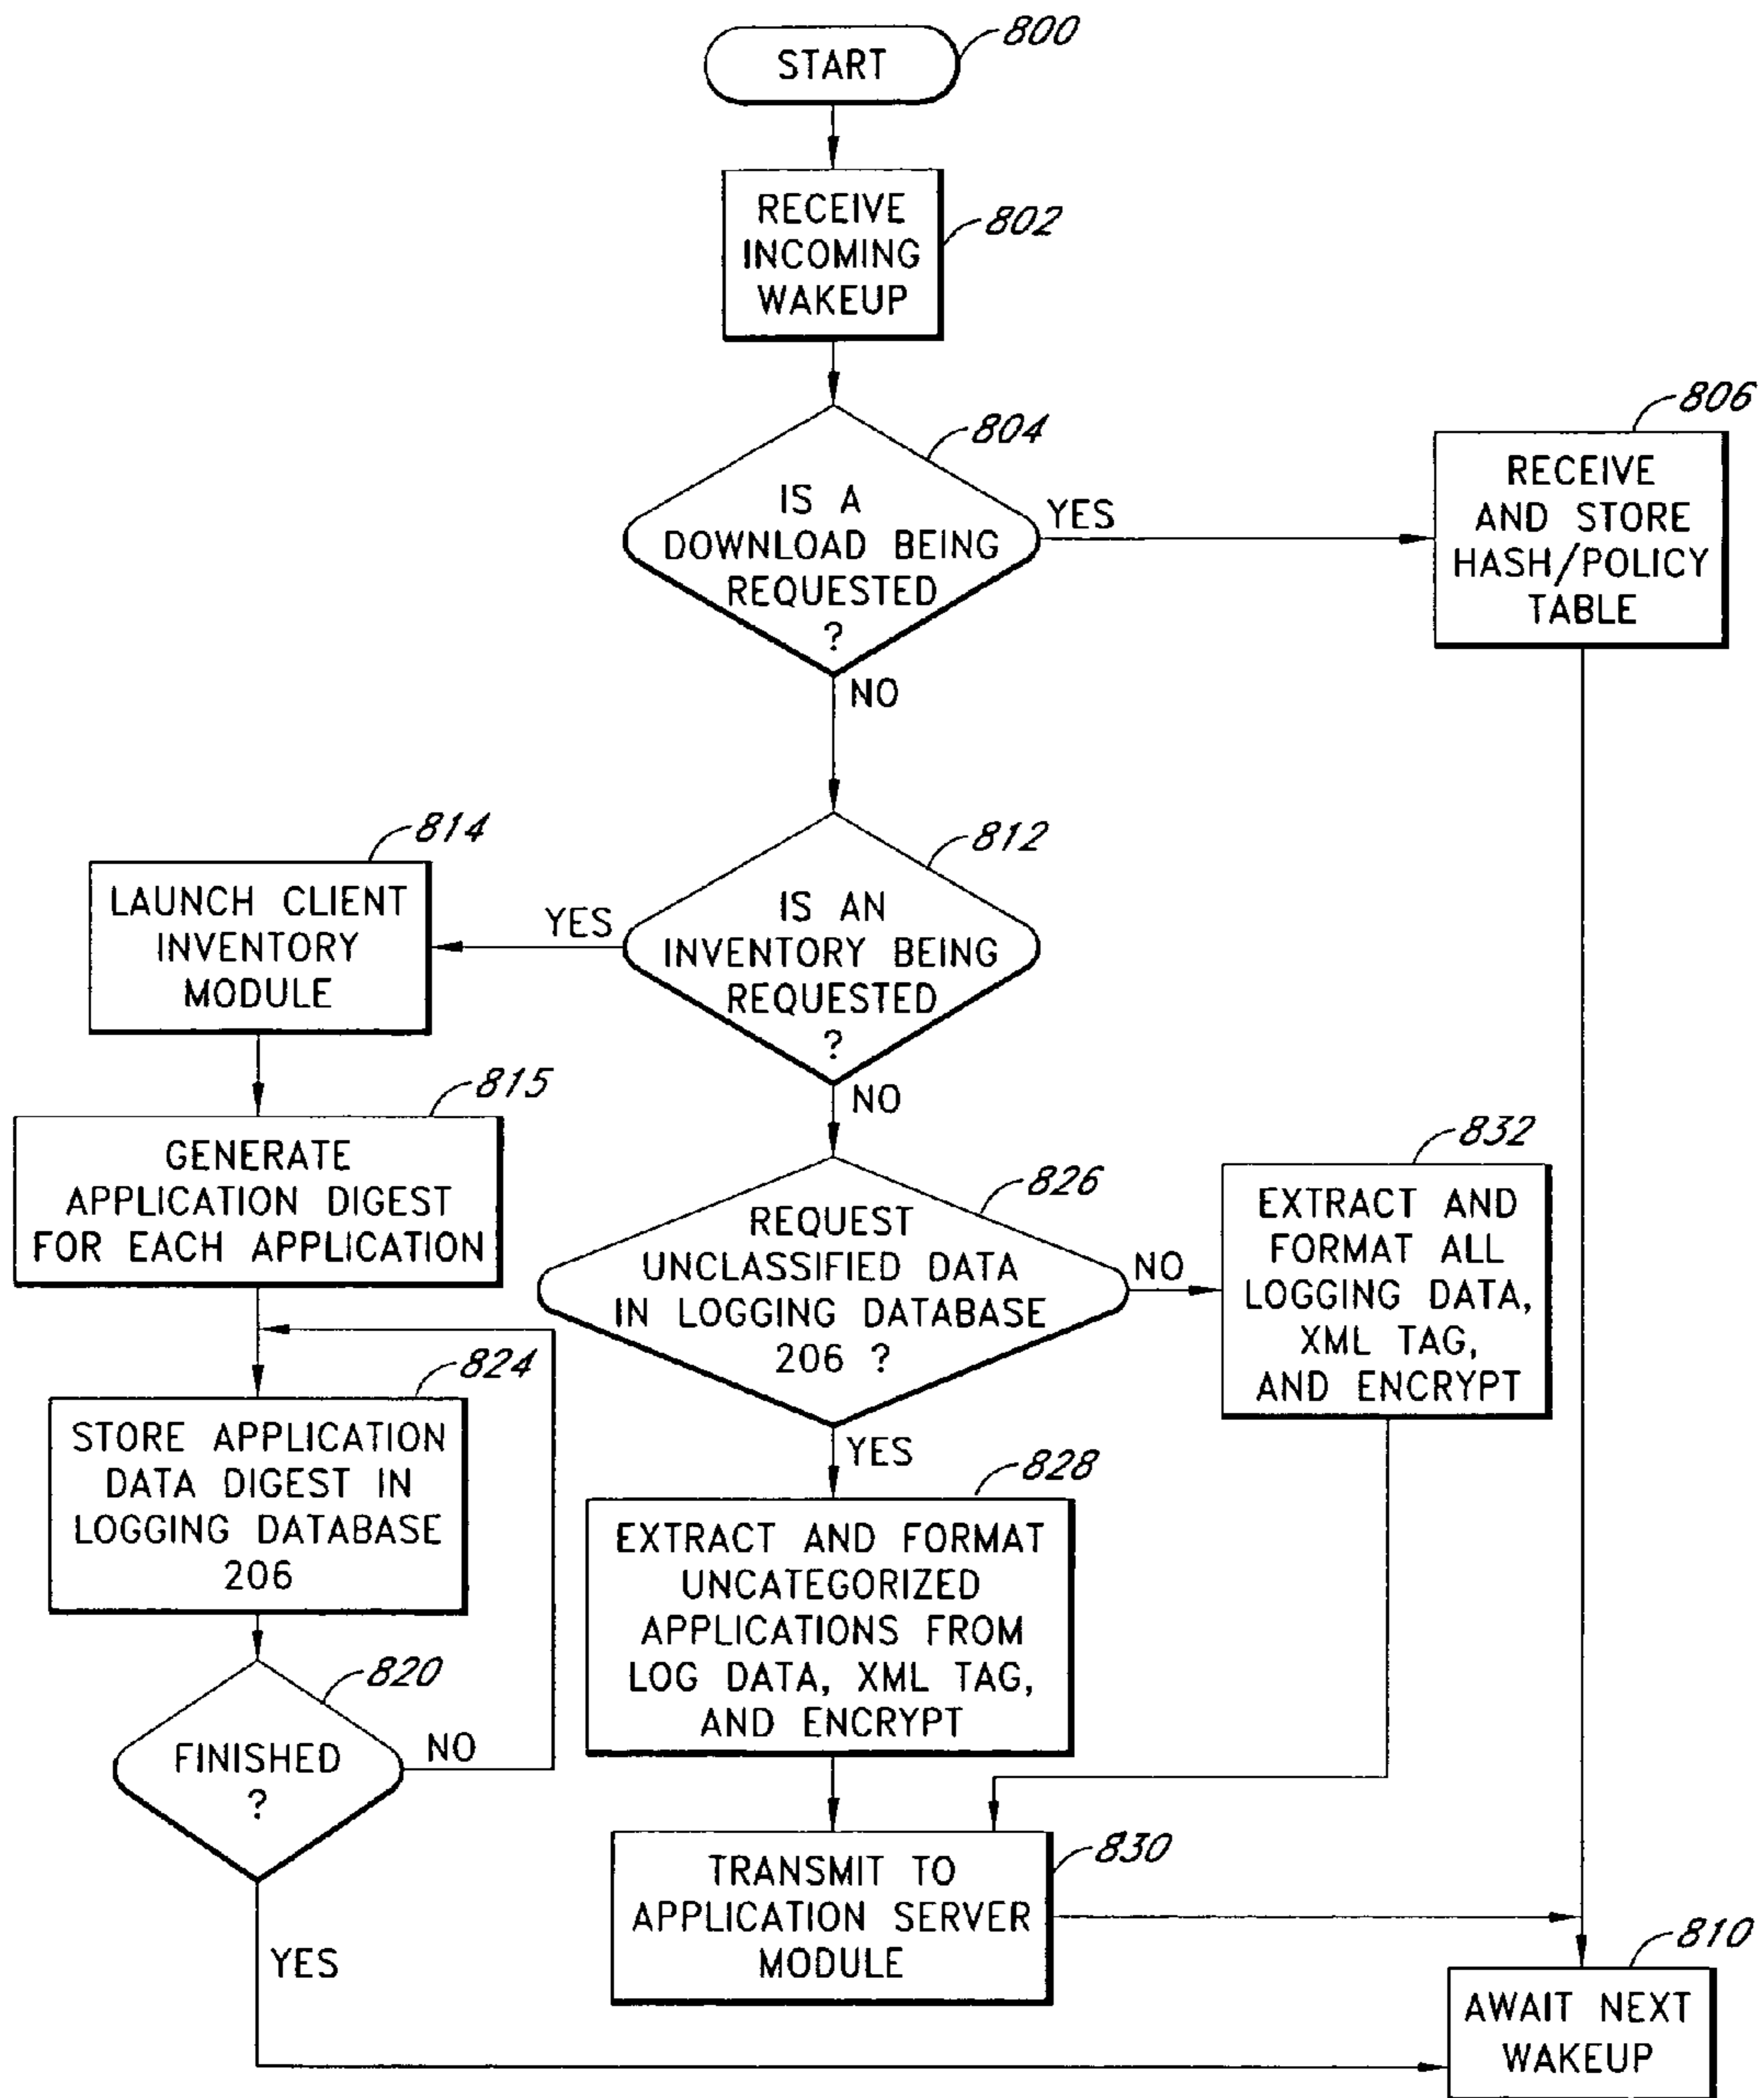 START
800
RECEIVE
INCOMING
WAKEUP
802
804
IS A
DOWNLOAD BEING
REQUESTED
?
YES
NO
806
RECEIVE
AND STORE
HASH/POLICY
TABLE
814
LAUNCH CLIENT
INVENTORY
MODULE
812
IS AN
INVENTORY BEING
REQUESTED
?
YES
NO
815
GENERATE
APPLICATION DIGEST
FOR EACH APPLICATION
826
REQUEST
UNCLASSIFIED DATA
IN LOGGING DATABASE
206 ?
NO
YES
832
EXTRACT AND
FORMAT ALL
LOGGING DATA,
XML TAG,
AND ENCRYPT
824
STORE APPLICATION
DATA DIGEST IN
LOGGING DATABASE
206
828
EXTRACT AND FORMAT
UNCATEGORIZED
APPLICATIONS FROM
LOG DATA, XML TAG,
AND ENCRYPT
820
FINISHED
?
NO
YES
830
TRANSMIT TO
APPLICATION SERVER
MODULE
810
AWAIT NEXT
WAKEUP